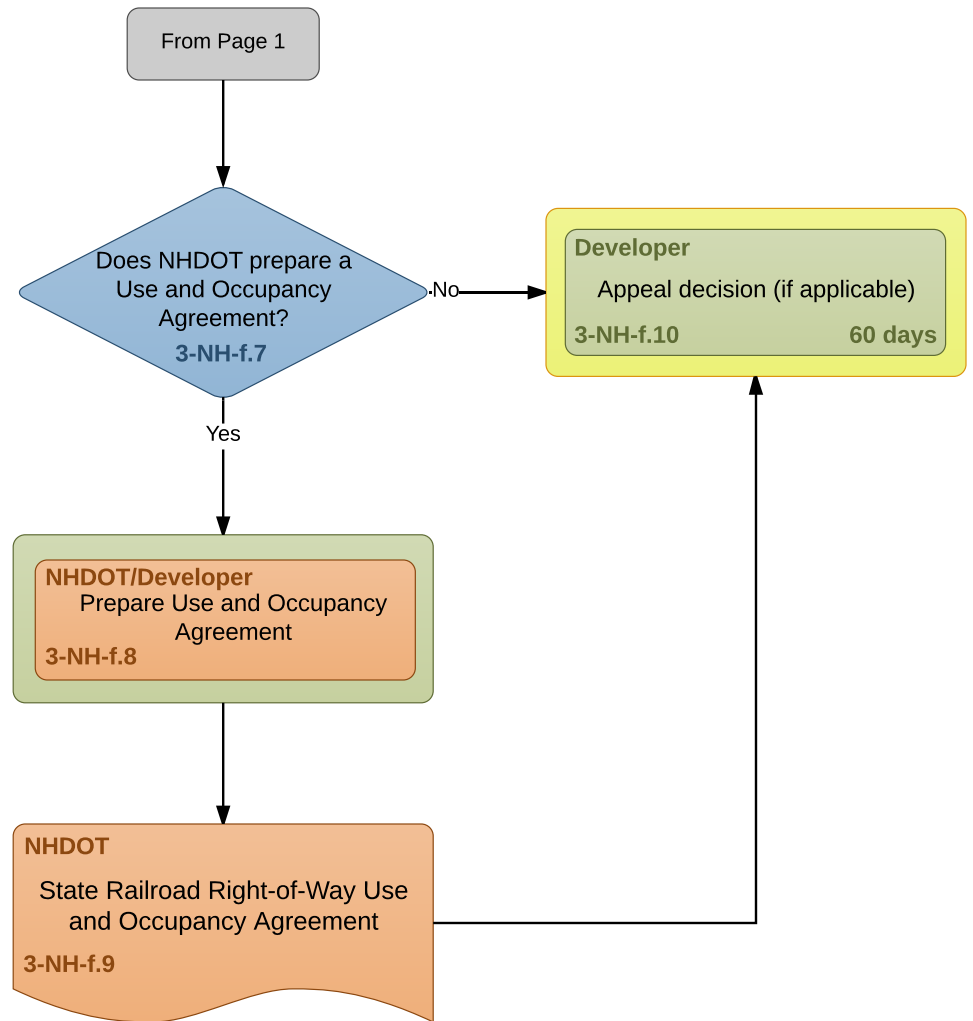 From Page 1
Does NHDOT prepare a
Use and Occupancy
Agreement?
3-NH-f.7
No
Developer
Appeal decision (if applicable)
3-NH-f.10
60 days
Yes
NHDOT/Developer
Prepare Use and Occupancy
Agreement
3-NH-f.8
NHDOT
State Railroad Right-of-Way Use
and Occupancy Agreement
3-NH-f.9